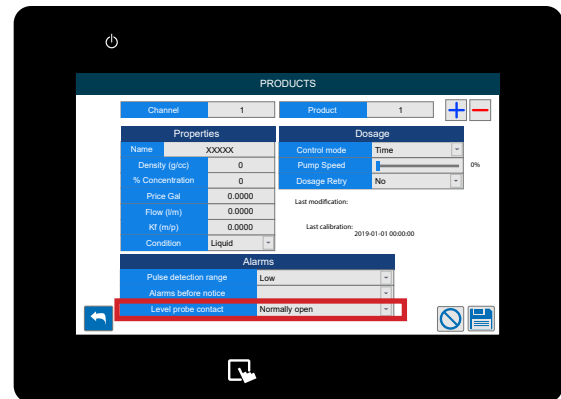 PRODUCTS
Channel 1 Product 1
Properties Dosage
Name XXXXX Control mode Time
Density (g/cc) 0 Pump Speed 0%
% Concentration 0 Dosage Retry No
Price Gal 0.0000 Last modification:
Flow (l/m) 0.0000
Kf (m/p) 0.0000 Last calibration:
2019-01-01 00:00:00
Condition Liquid
Alarms
Pulse detection range Low
Alarms before notice
Level probe contact Normally open